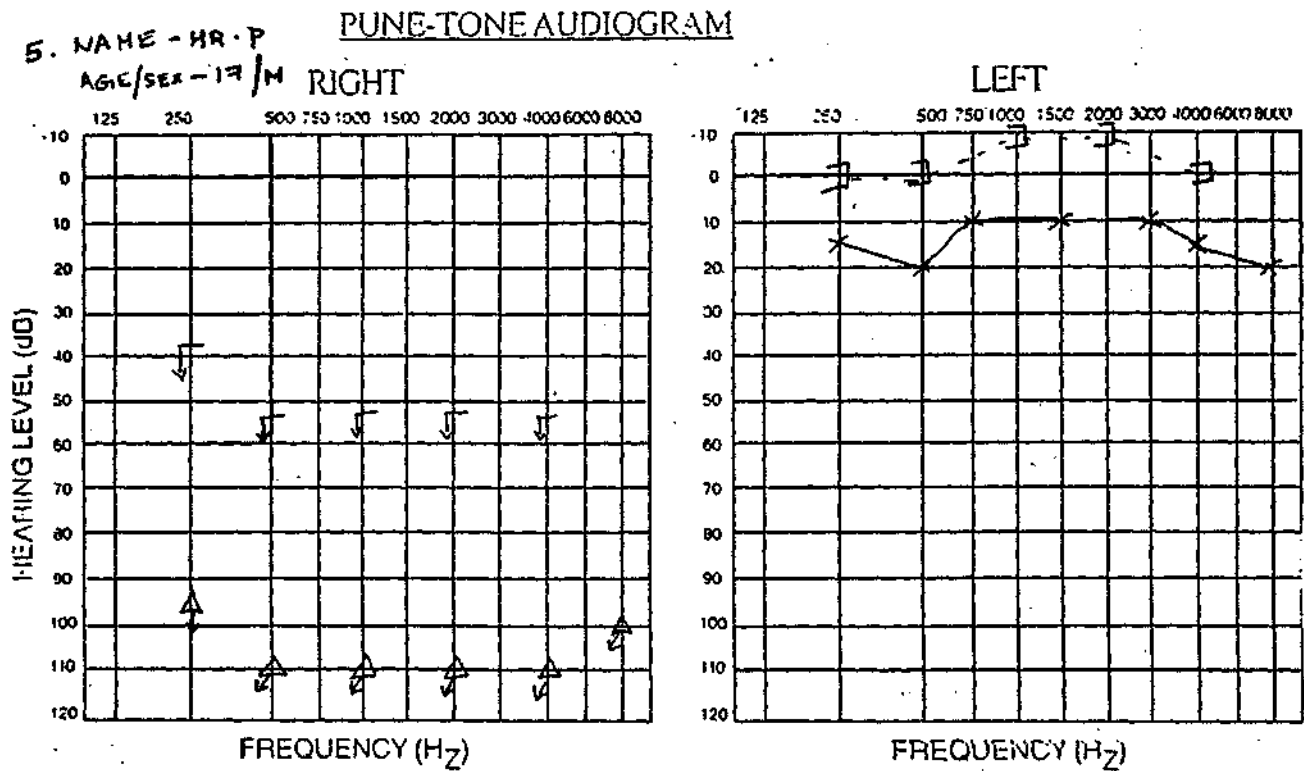 PUNE-TONE AUDIOGRAM
5. NAME - MR. P
AGE/SEX - 17/M
RIGHT
125 250 500 750 1000 1500 2000 3000 4000 6000 8000
-10
0
10
20
30
40
50
60
70
80
90
100
110
120
HEARING LEVEL (dB)
FREQUENCY (HZ)
LEFT
125 250 500 750 1000 1500 2000 3000 4000 6000 8000
-10
0
10
20
30
40
50
60
70
80
90
100
110
120
FREQUENCY (HZ)